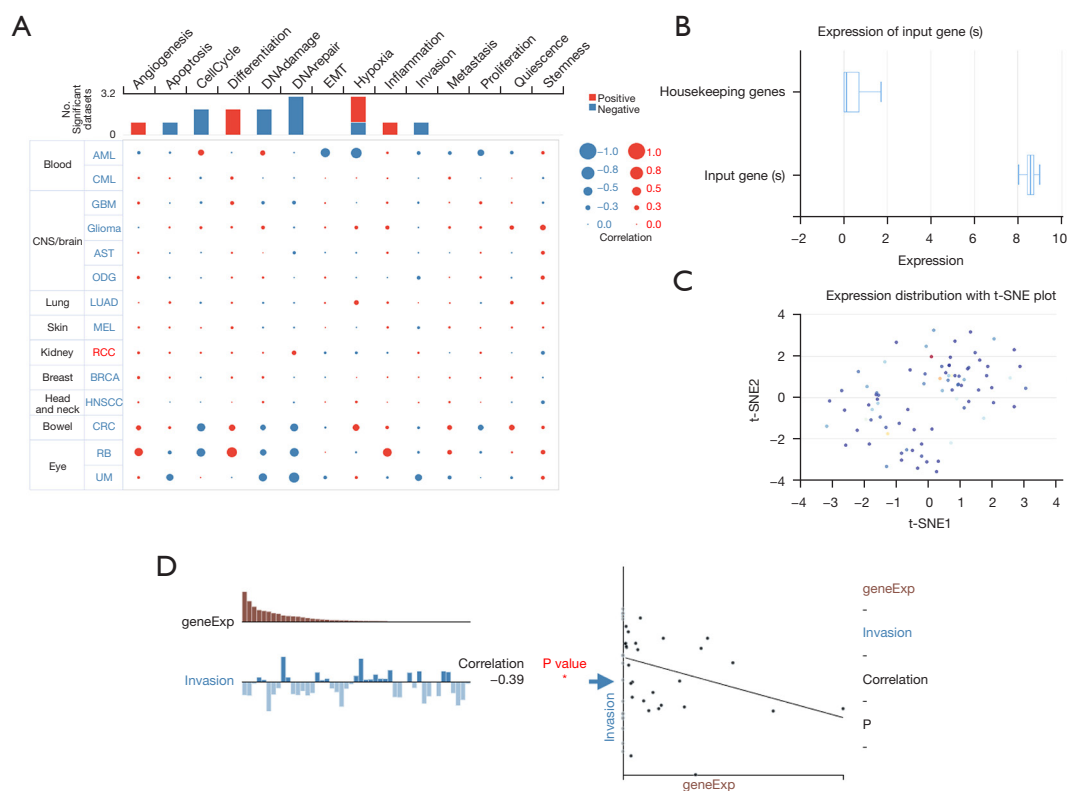 A
Angiogenesis
Apoptosis
CellCycle
Differentiation
DNAdamage
DNArepair
EMT
Hypoxia
Inflammation
Invasion
Metastasis
Proliferation
Quiescence
Stemness
No.
Significant
datasets
3.2
0
Positive
Negative
Blood
AML
CML
CNS/brain
GBM
Glioma
AST
ODG
Lung
LUAD
Skin
MEL
Kidney
RCC
Breast
BRCA
Head
and neck
HNSCC
Bowel
CRC
Eye
RB
UM
−1.0 1.0
−0.8 0.8
−0.5 0.5
−0.3 0.3
0.0 0.0
Correlation
B
Expression of input gene (s)
Housekeeping genes
Input gene (s)
−2 0 2 4 6 8 10
Expression
C
Expression distribution with t-SNE plot
4
2
0
−2
−4
t-SNE2
−4 −3 −2 −1 0 1 2 3 4
t-SNE1
D
geneExp
Invasion
Correlation
−0.39
P value
*
Invasion
geneExp
geneExp
-
Invasion
-
Correlation
-
P
-